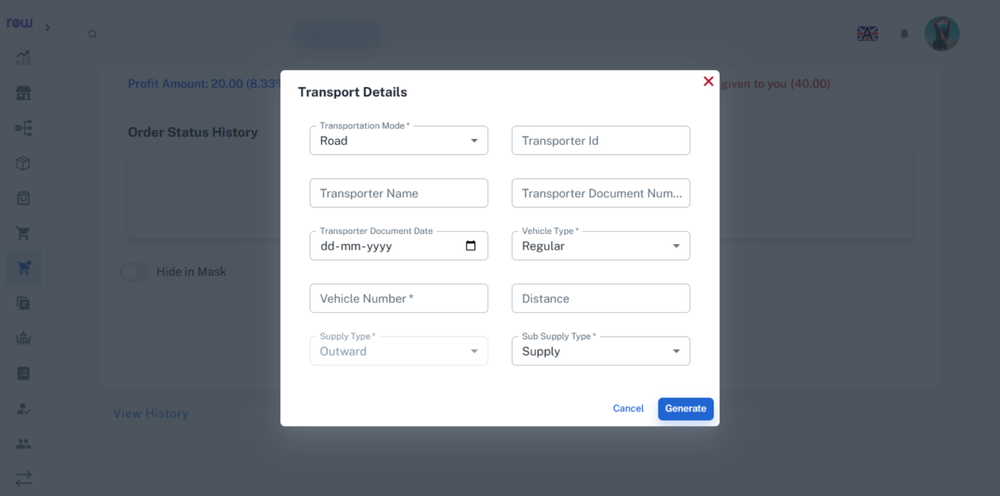 row
Profit Amount: 20.00 (8.33%
given to you (40.00)
Transport Details
Order Status History
Transportation Mode *
Road
Transporter Id
Transporter Name
Transporter Document Num...
Transporter Document Date
dd-mm-yyyy
Vehicle Type *
Regular
Hide in Mask
Vehicle Number *
Distance
Supply Type *
Outward
Sub Supply Type *
Supply
Cancel
Generate
View History